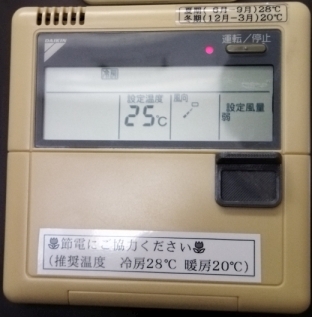 夏期( 6月-9月)28℃
冬期(12月-3月)20℃
DAIKIN
運転/停止
設定温度
風向
25℃
設定風量
弱
♨節電にご協力ください♨
(推奨温度 冷房28℃ 暖房20℃)